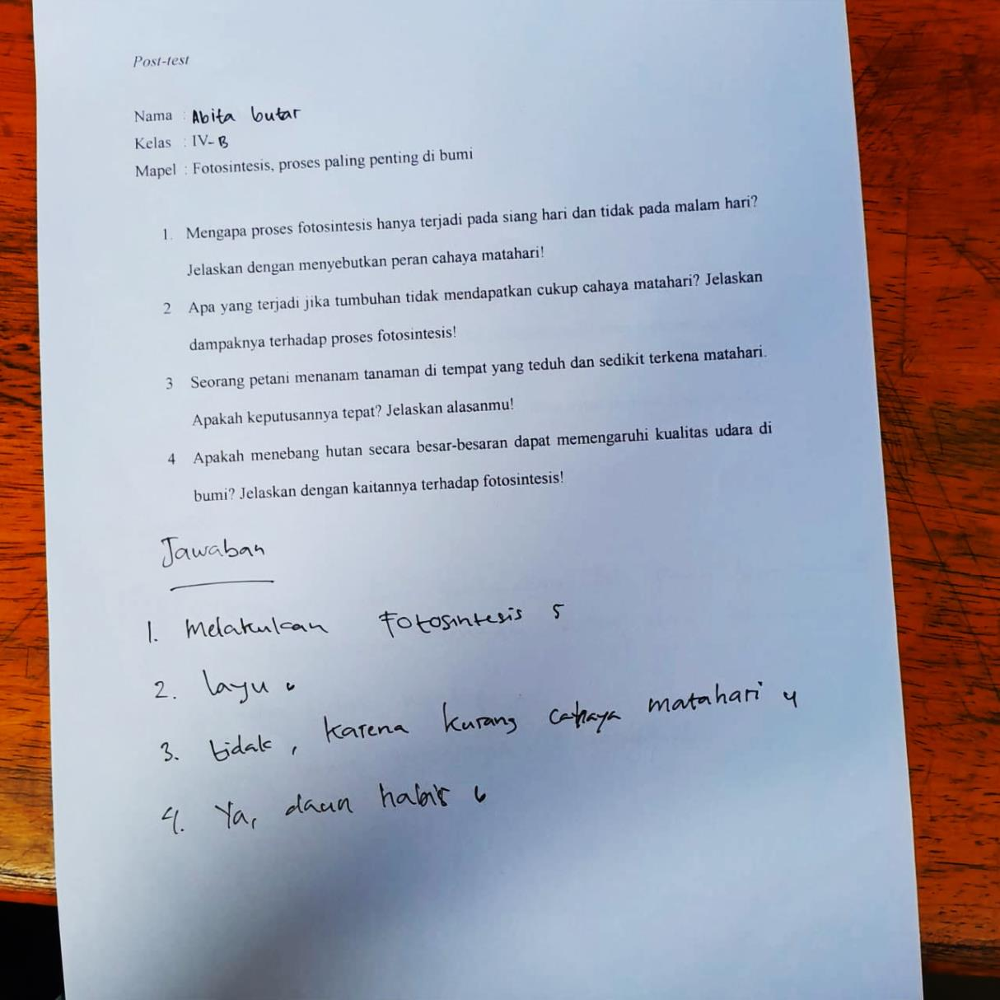 Post-test
Nama : Abita butar
Kelas : IV-B
Mapel : Fotosintesis, proses paling penting di bumi
1. Mengapa proses fotosintesis hanya terjadi pada siang hari dan tidak pada malam hari?
Jelaskan dengan menyebutkan peran cahaya matahari!
2 Apa yang terjadi jika tumbuhan tidak mendapatkan cukup cahaya matahari? Jelaskan
dampaknya terhadap proses fotosintesis!
3 Seorang petani menanam tanaman di tempat yang teduh dan sedikit terkena matahari.
Apakah keputusannya tepat? Jelaskan alasanmu!
4 Apakah menebang hutan secara besar-besaran dapat memengaruhi kualitas udara di
bumi? Jelaskan dengan kaitannya terhadap fotosintesis!
Jawaban
1. Melakukan Fotosintesis 5
2. layu 6
3. tidak, karena kurang cahaya matahari 4
4. Ya, daun habis 6